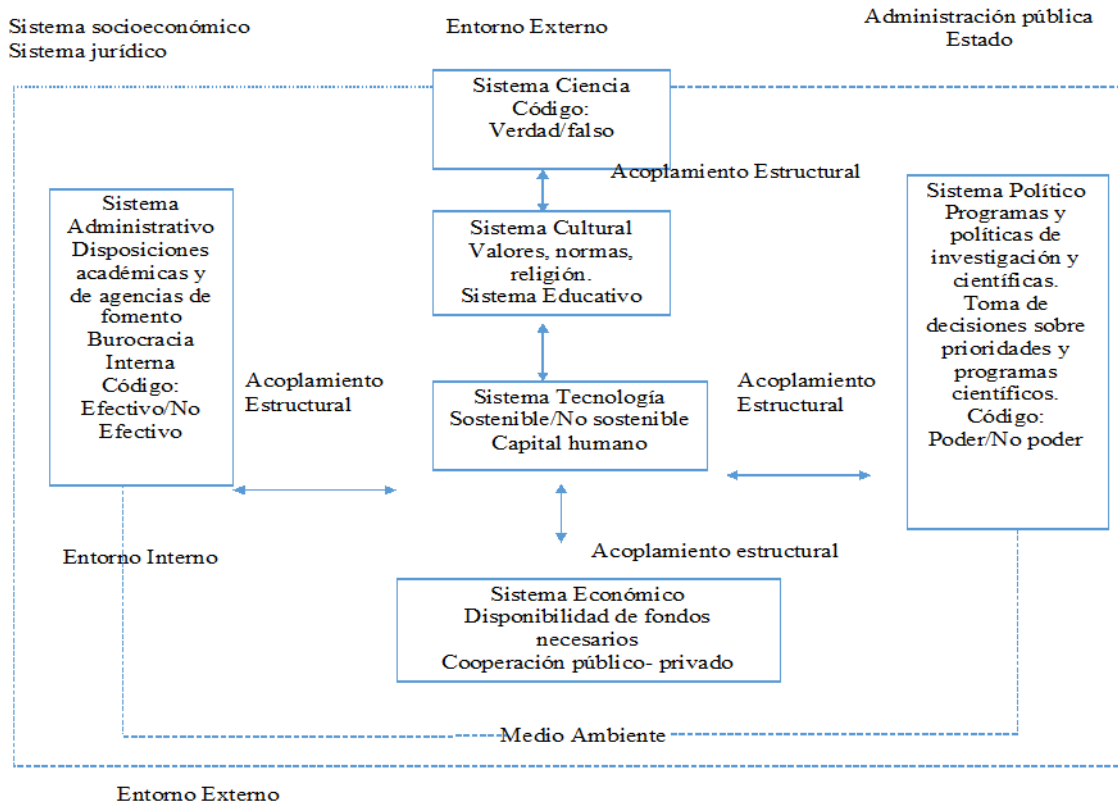 Sistema socioeconómico
Sistema jurídico
Entorno Externo
Administración pública
Estado
Sistema Ciencia
Código:
Verdad/falso
Acoplamiento Estructural
Sistema
Administrativo
Disposiciones
académicas y
de agencias de
fomento
Burocracia
Interna
Código:
Efectivo/No
Efectivo
Sistema Cultural
Valores, normas,
religión.
Sistema Educativo
Sistema Político
Programas y
políticas de
investigación y
científicas.
Toma de
decisiones sobre
prioridades y
programas
científicos.
Código:
Poder/No poder
Acoplamiento
Estructural
Sistema Tecnología
Sostenible/No sostenible
Capital humano
Acoplamiento
Estructural
Entorno Interno
Acoplamiento estructural
Sistema Económico
Disponibilidad de fondos
necesarios
Cooperación público- privado
Medio Ambiente
Entorno Externo